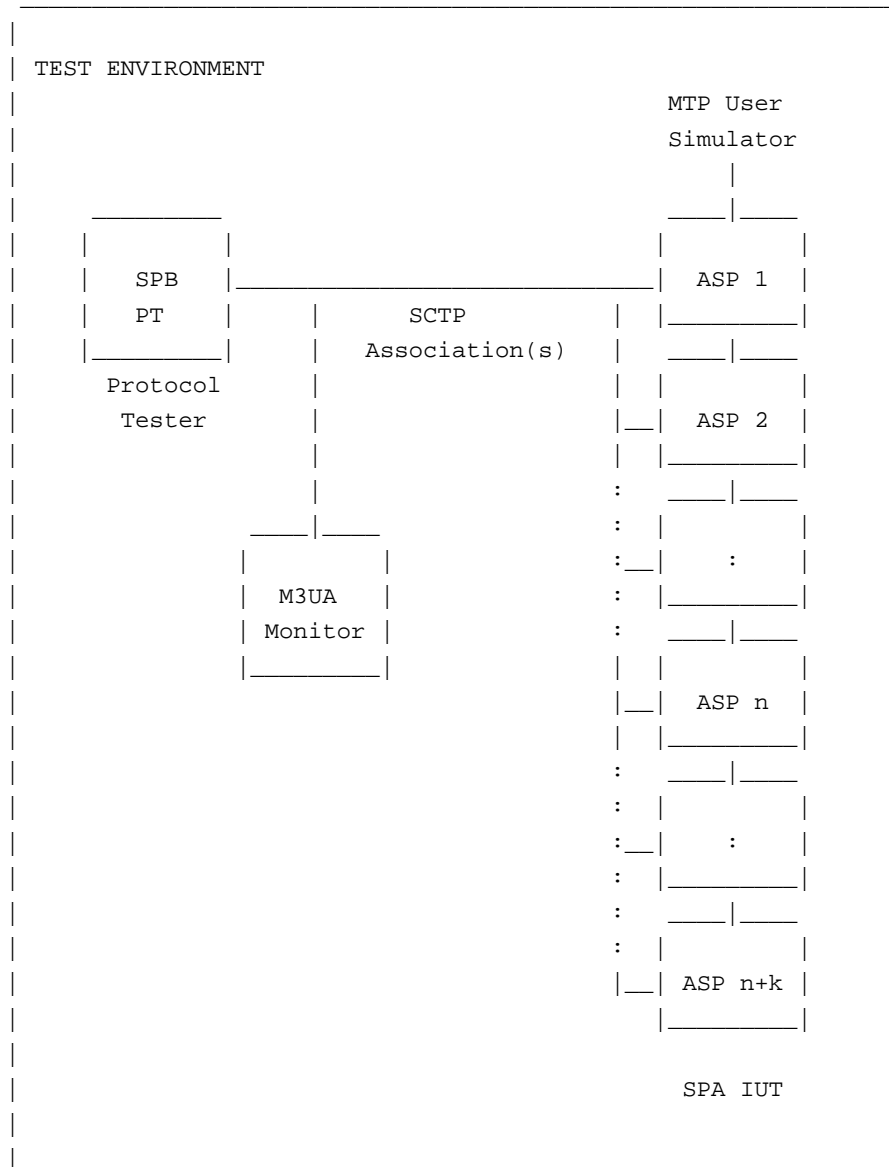 TEST ENVIRONMENT
MTP User
Simulator
SPB ASP 1
PT SCTP
Association(s)
Protocol
Tester ASP 2
:
M3UA :
Monitor
ASP n
:
ASP n+k
SPA IUT